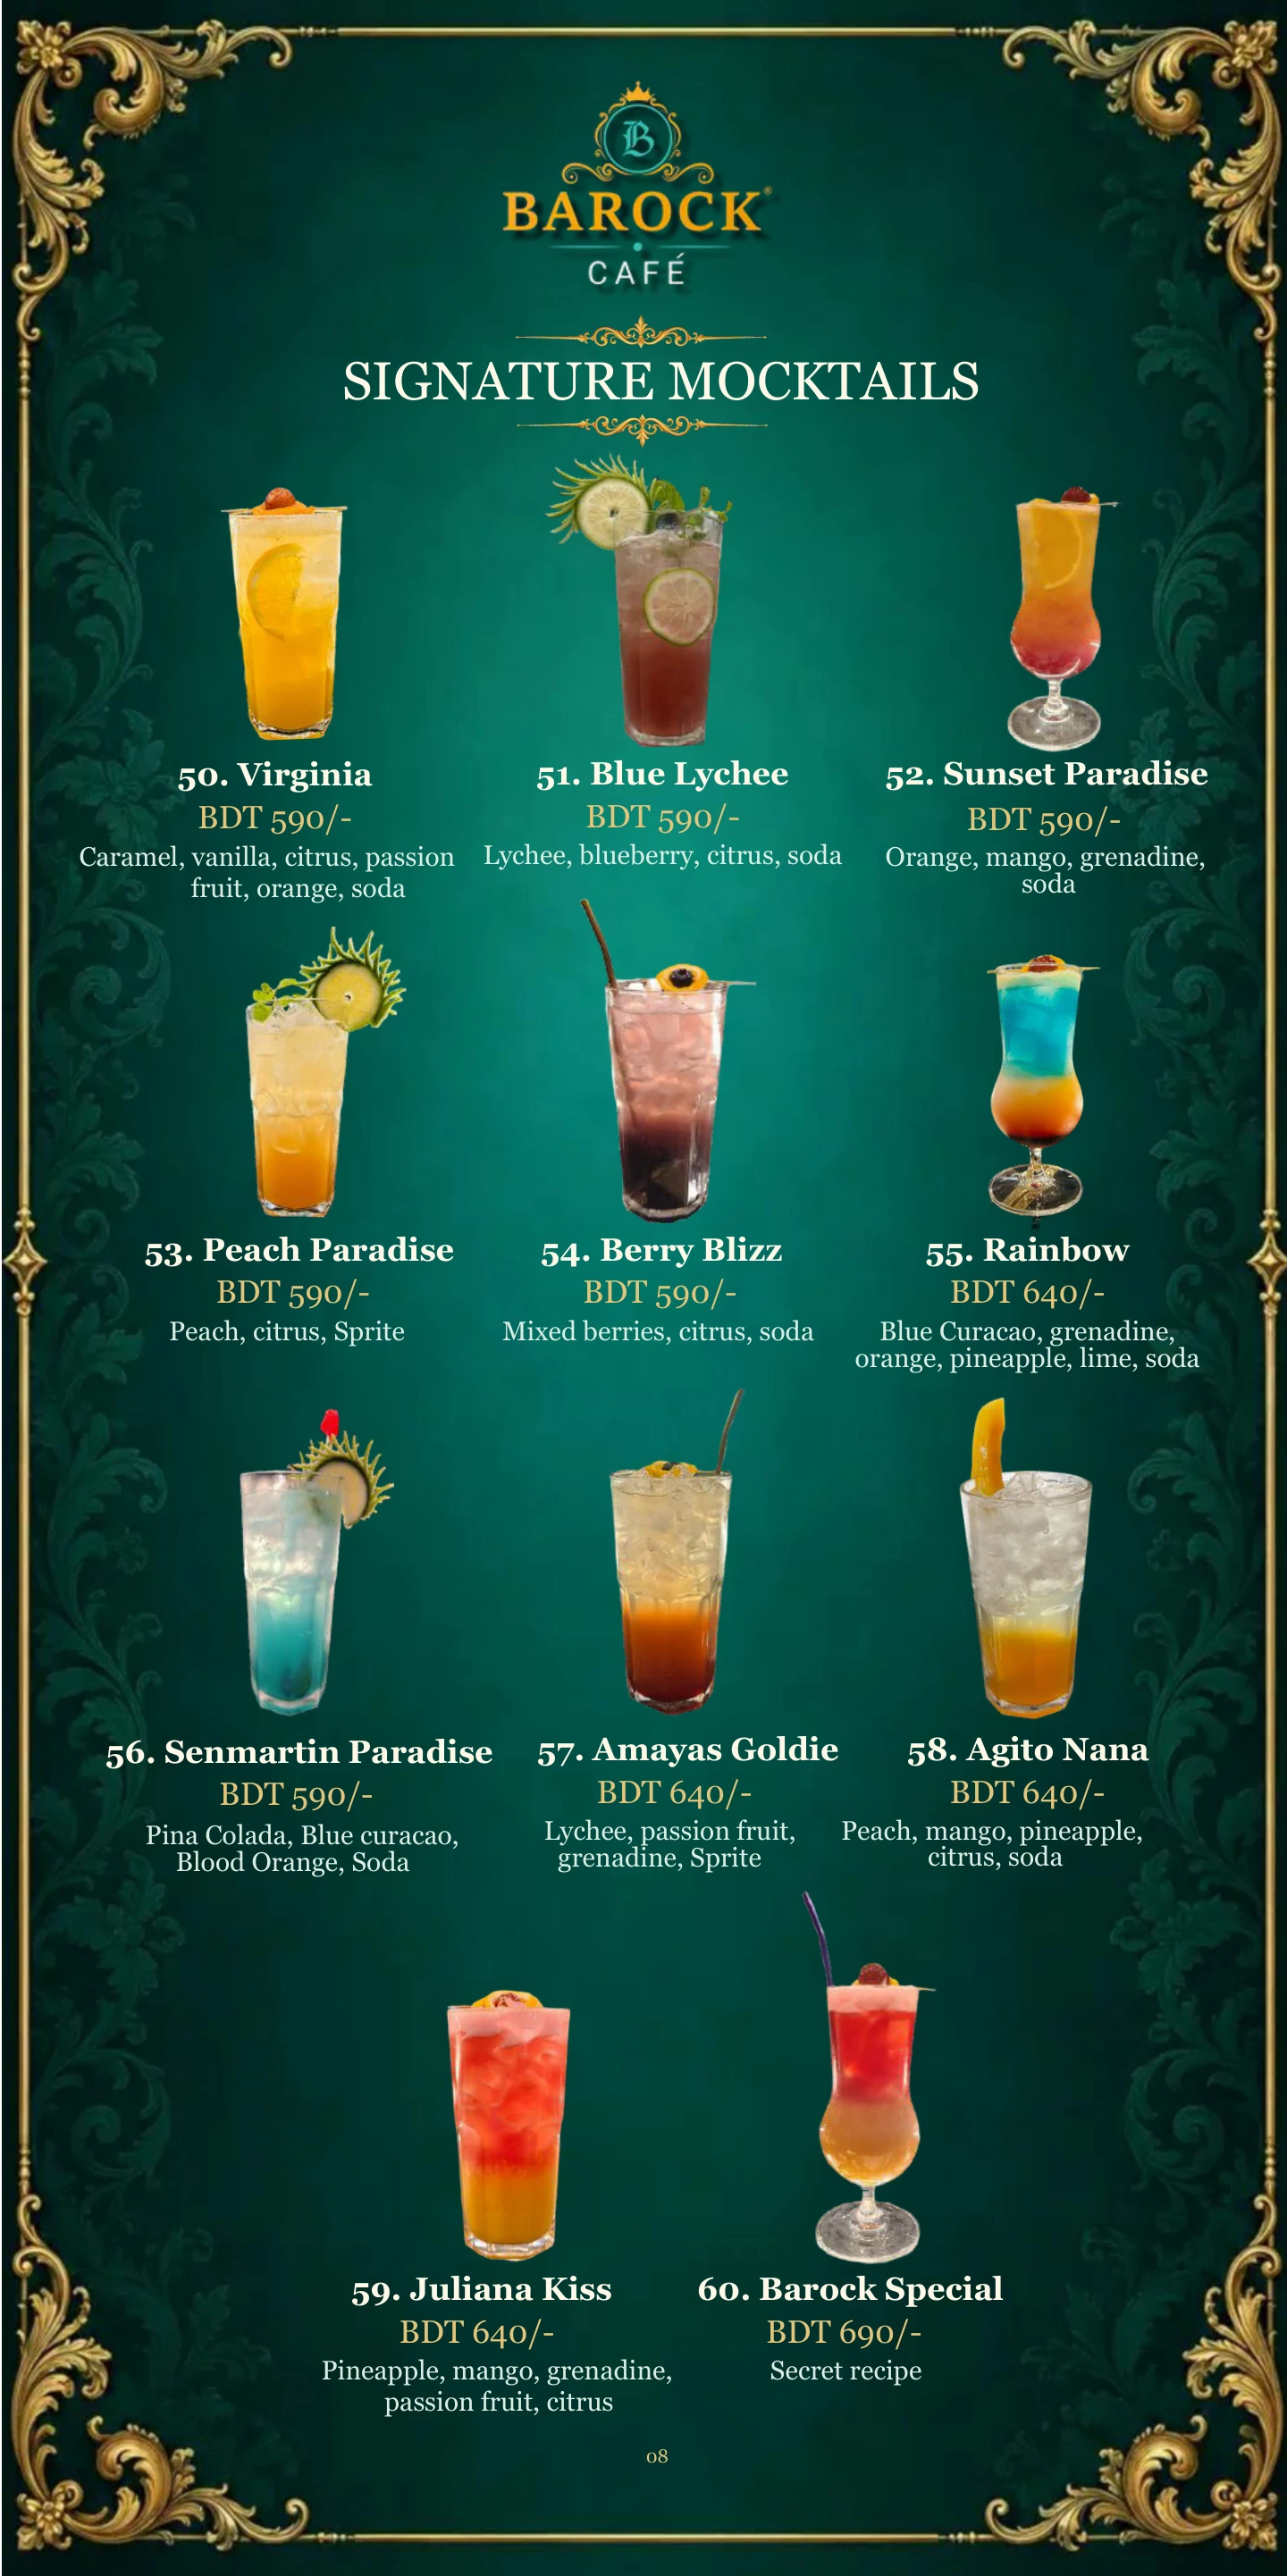 B
BAROCK®
CAFÉ
SIGNATURE MOCKTAILS
50. Virginia
BDT 590/-
Caramel, vanilla, citrus, passion
fruit, orange, soda
51. Blue Lychee
BDT 590/-
Lychee, blueberry, citrus, soda
52. Sunset Paradise
BDT 590/-
Orange, mango, grenadine,
soda
53. Peach Paradise
BDT 590/-
Peach, citrus, Sprite
54. Berry Blizz
BDT 590/-
Mixed berries, citrus, soda
55. Rainbow
BDT 640/-
Blue Curacao, grenadine,
orange, pineapple, lime, soda
56. Senmartin Paradise
BDT 590/-
Pina Colada, Blue curacao,
Blood Orange, Soda
57. Amayas Goldie
BDT 640/-
Lychee, passion fruit,
grenadine, Sprite
58. Agito Nana
BDT 640/-
Peach, mango, pineapple,
citrus, soda
59. Juliana Kiss
BDT 640/-
Pineapple, mango, grenadine,
passion fruit, citrus
60. Barock Special
BDT 690/-
Secret recipe
08